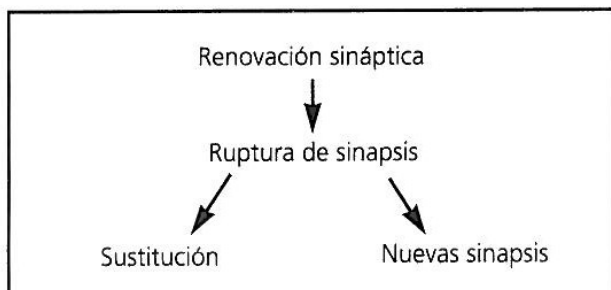 Renovación sináptica
Ruptura de sinapsis
Sustitución
Nuevas sinapsis